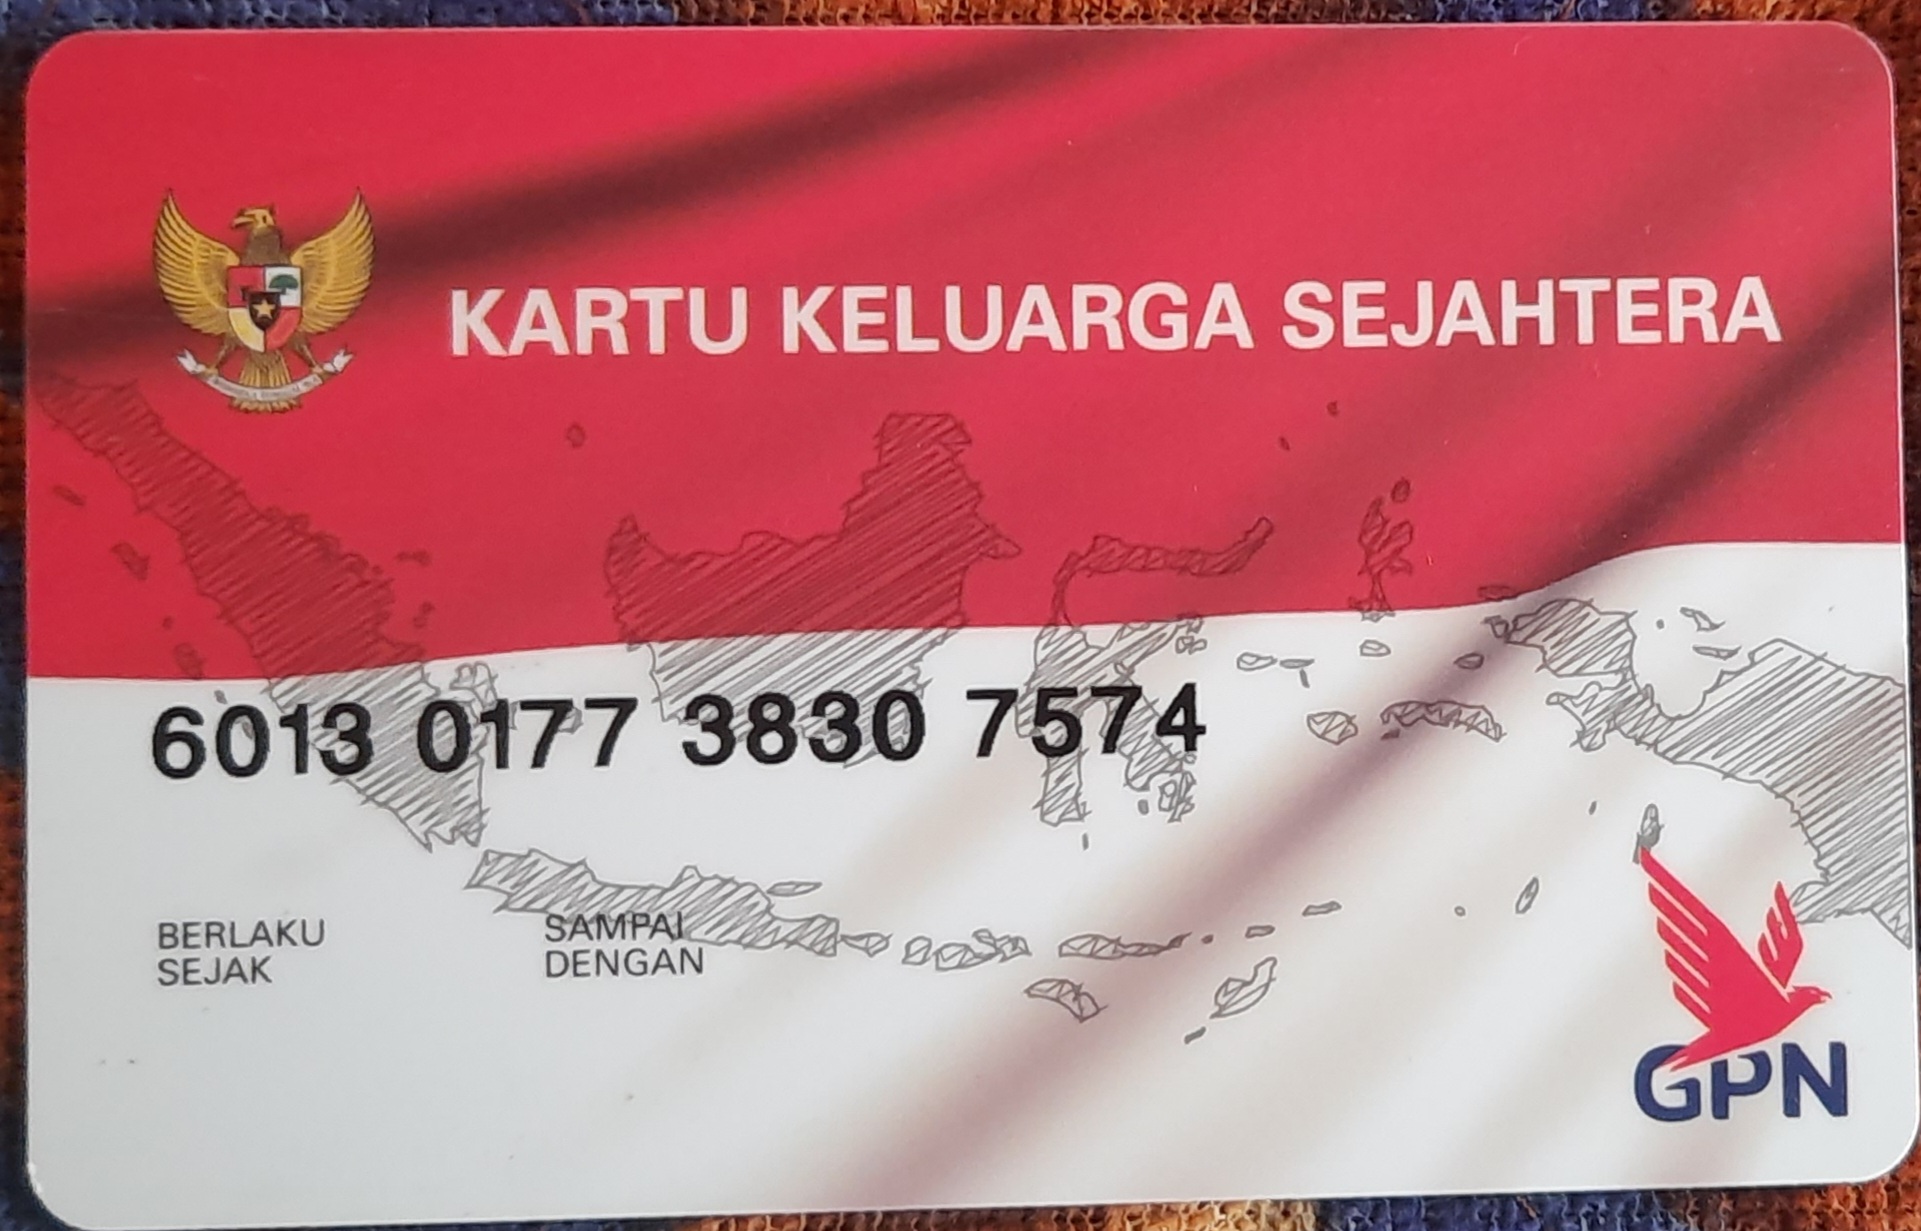 KARTU KELUARGA SEJAHTERA
6013 0177 3830 7574
BERLAKU
SEJAK
SAMPAI
DENGAN
GPN